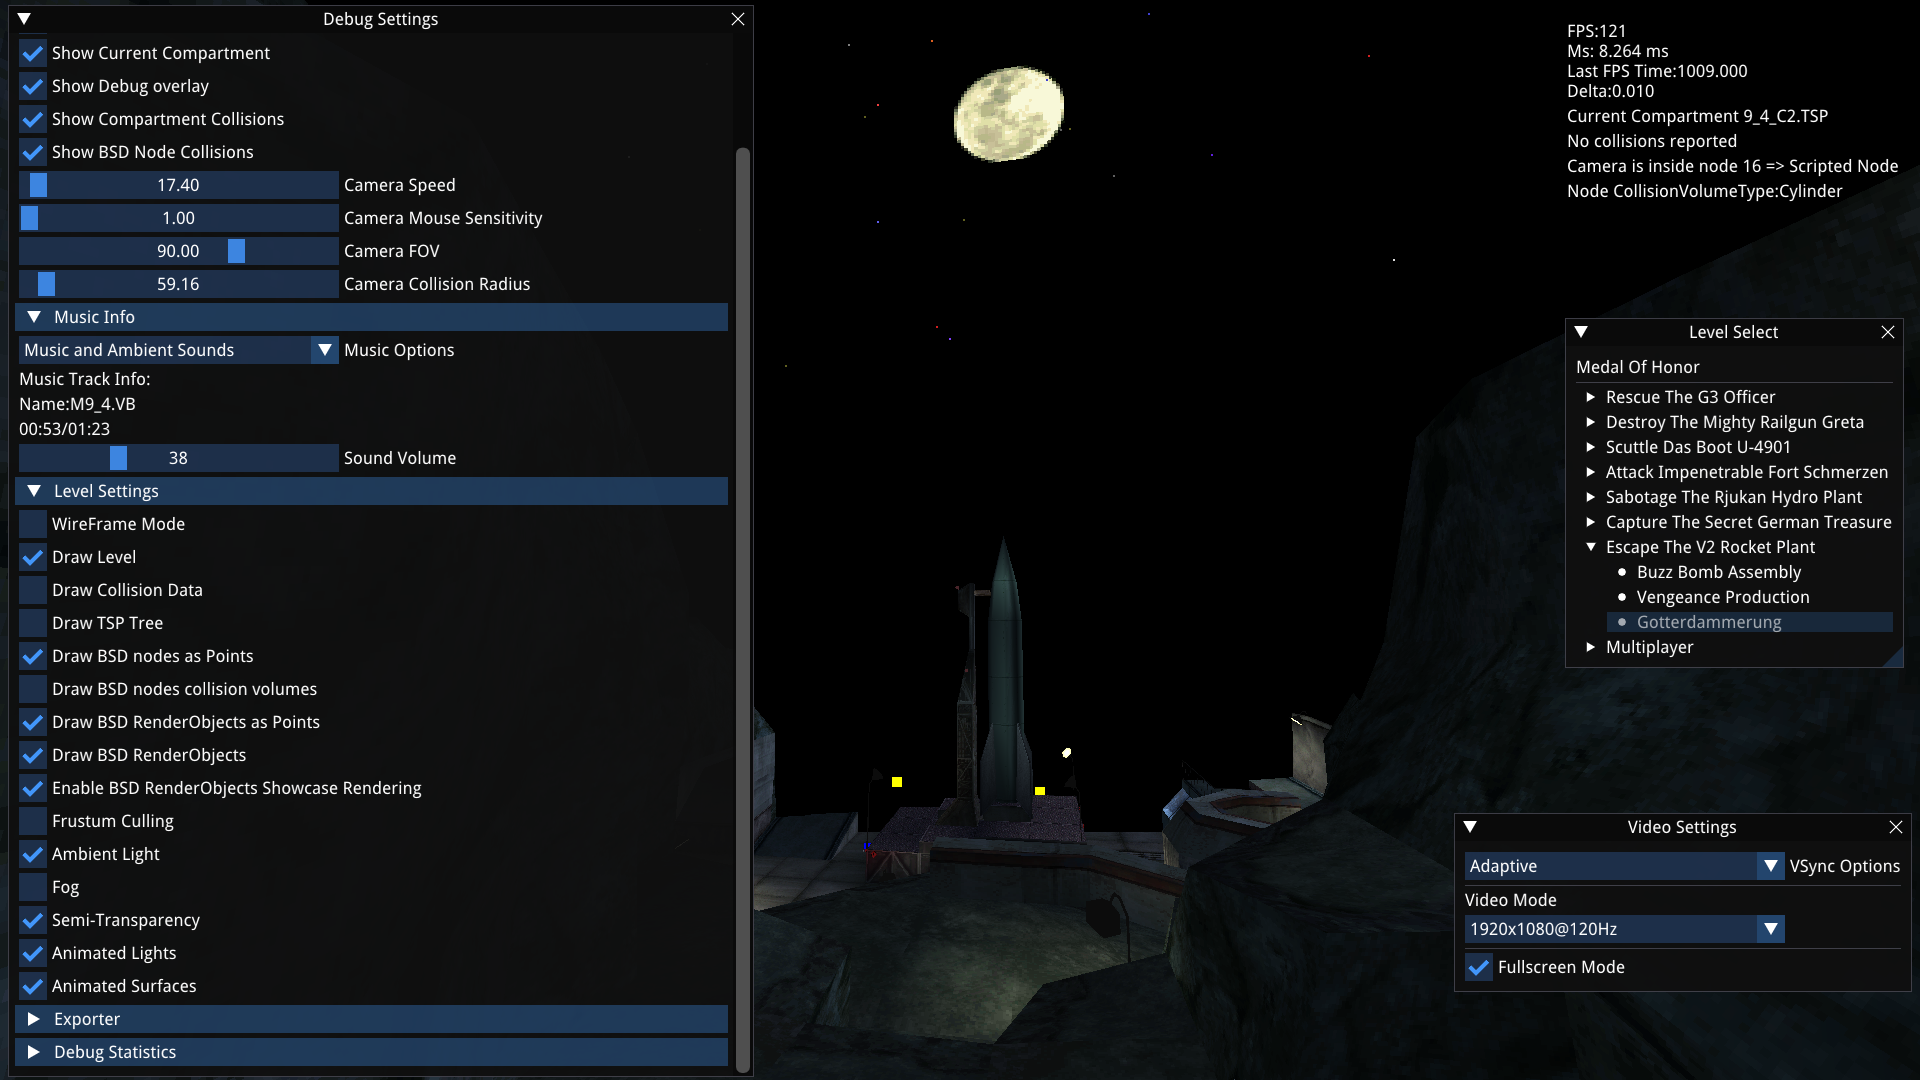 Debug Settings
Show Current Compartment
Show Debug overlay
Show Compartment Collisions
Show BSD Node Collisions
17.40 Camera Speed
1.00 Camera Mouse Sensitivity
90.00 Camera FOV
59.16 Camera Collision Radius
Music Info
Music and Ambient Sounds Music Options
Music Track Info:
Name:M9_4.VB
00:53/01:23
38 Sound Volume
Level Settings
WireFrame Mode
Draw Level
Draw Collision Data
Draw TSP Tree
Draw BSD nodes as Points
Draw BSD nodes collision volumes
Draw BSD RenderObjects as Points
Draw BSD RenderObjects
Enable BSD RenderObjects Showcase Rendering
Frustum Culling
Ambient Light
Fog
Semi-Transparency
Animated Lights
Animated Surfaces
Exporter
Debug Statistics
FPS:121
Ms: 8.264 ms
Last FPS Time:1009.000
Delta:0.010
Current Compartment 9_4_C2.TSP
No collisions reported
Camera is inside node 16 => Scripted Node
Node CollisionVolumeType:Cylinder
Level Select
Medal Of Honor
Rescue The G3 Officer
Destroy The Mighty Railgun Greta
Scuttle Das Boot U-4901
Attack Impenetrable Fort Schmerzen
Sabotage The Rjukan Hydro Plant
Capture The Secret German Treasure
Escape The V2 Rocket Plant
Buzz Bomb Assembly
Vengeance Production
Gotterdammerung
Multiplayer
Video Settings
Adaptive VSync Options
Video Mode
1920x1080@120Hz
Fullscreen Mode